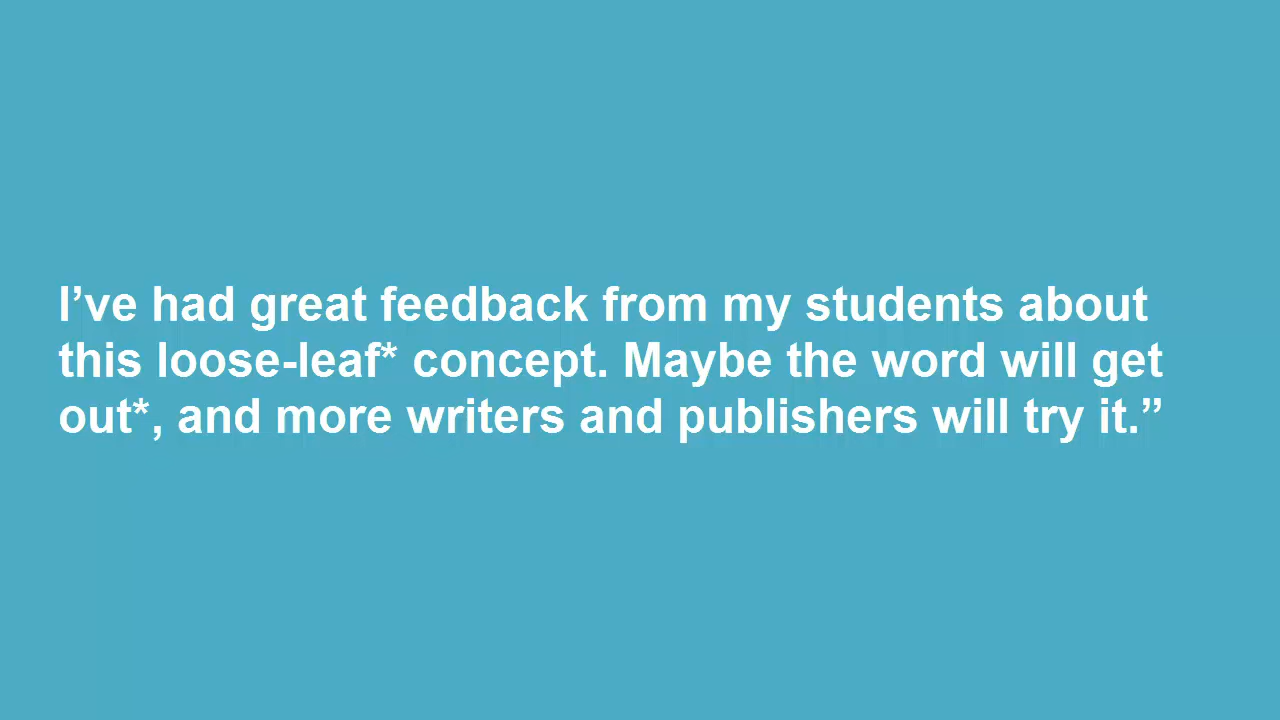 I’ve had great feedback from my students about
this loose-leaf* concept. Maybe the word will get
out*, and more writers and publishers will try it.”